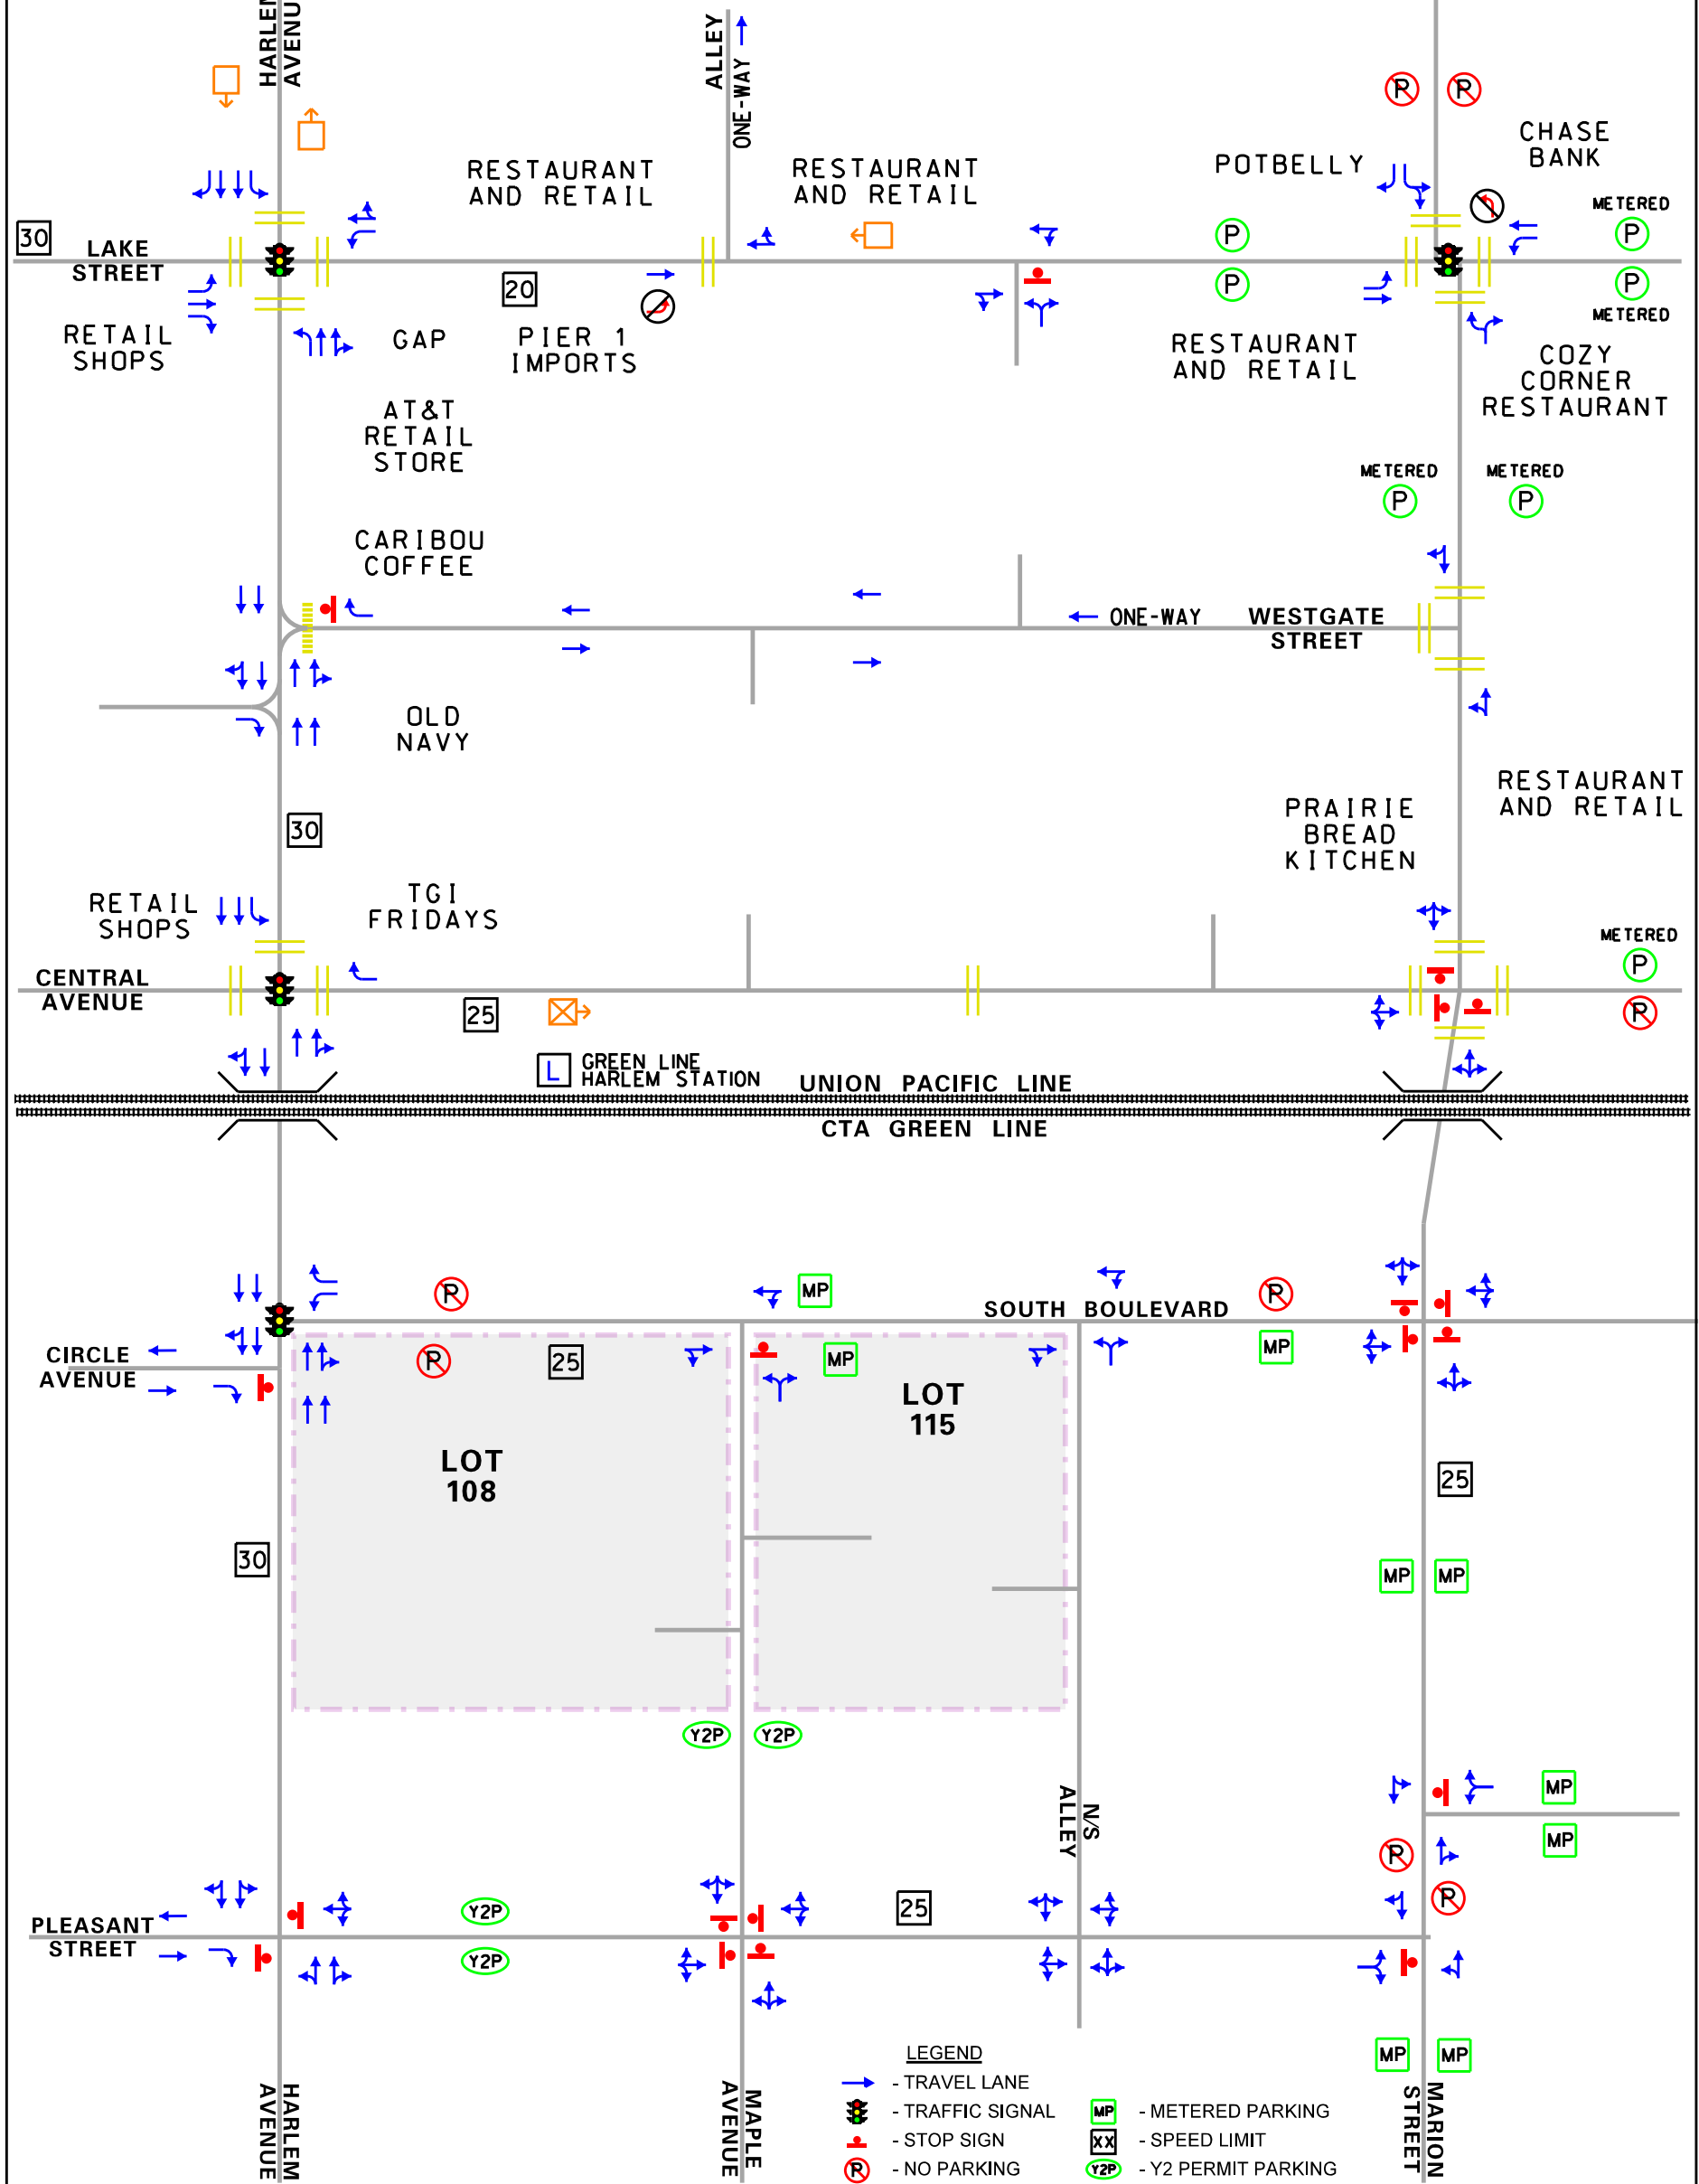 HARLEM
AVENUE
ALLEY
ONE-WAY
P
P
CHASE
BANK
POTBELLY
RESTAURANT
AND RETAIL
RESTAURANT
AND RETAIL
METERED
P
30
LAKE
STREET
P
P
P
METERED
20
RETAIL
SHOPS
GAP
PIER 1
IMPORTS
RESTAURANT
AND RETAIL
COZY
CORNER
RESTAURANT
AT&T
RETAIL
STORE
METERED
METERED
P
P
CARIBOU
COFFEE
ONE-WAY
WESTGATE
STREET
OLD
NAVY
RESTAURANT
AND RETAIL
30
PRAIRIE
BREAD
KITCHEN
RETAIL
SHOPS
TGI
FRIDAYS
METERED
P
CENTRAL
AVENUE
25
P
L
GREEN LINE
HARLEM STATION
UNION PACIFIC LINE
CTA GREEN LINE
P
MP
SOUTH BOULEVARD
P
P
25
MP
MP
CIRCLE
AVENUE
LOT
115
LOT
108
25
30
MP
MP
Y2P
Y2P
N/S
ALLEY
MP
MP
P
P
Y2P
25
PLEASANT
STREET
Y2P
MP
MP
HARLEM
AVENUE
MAPLE
AVENUE
MARION
STREET
LEGEND
- TRAVEL LANE
- TRAFFIC SIGNAL
MP - METERED PARKING
- STOP SIGN
XX - SPEED LIMIT
P - NO PARKING
Y2P - Y2 PERMIT PARKING